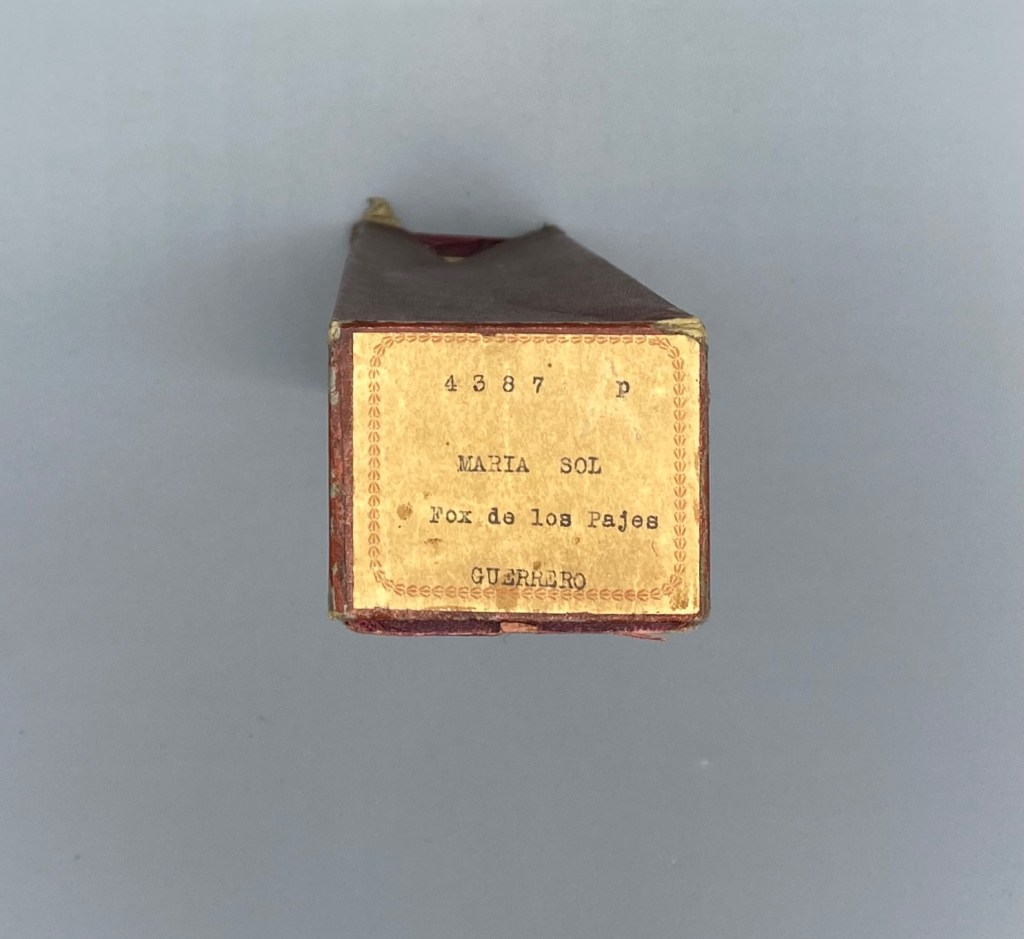 4387 p
MARIA SOL
Fox de los Pajes
GUERRERO